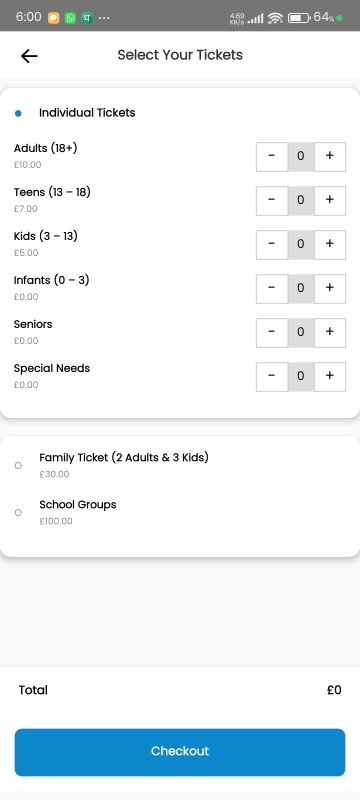 6:00 ... 4.69 KB/s 64%
Select Your Tickets
Individual Tickets
Adults (18+)
£10.00
- 0 +
Teens (13 – 18)
£7.00
- 0 +
Kids (3 – 13)
£5.00
- 0 +
Infants (0 – 3)
£0.00
- 0 +
Seniors
£0.00
- 0 +
Special Needs
£0.00
- 0 +
Family Ticket (2 Adults & 3 Kids)
£30.00
School Groups
£100.00
Total £0
Checkout